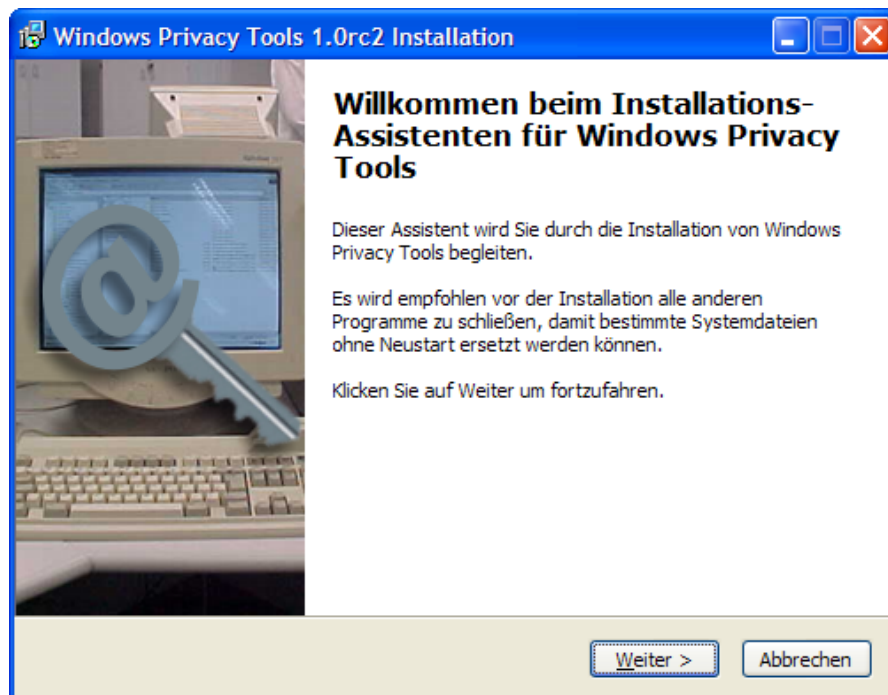 Windows Privacy Tools 1.0rc2 Installation
Willkommen beim Installations-
Assistenten für Windows Privacy
Tools
Dieser Assistent wird Sie durch die Installation von Windows
Privacy Tools begleiten.
Es wird empfohlen vor der Installation alle anderen
Programme zu schließen, damit bestimmte Systemdateien
ohne Neustart ersetzt werden können.
Klicken Sie auf Weiter um fortzufahren.
Weiter >
Abbrechen